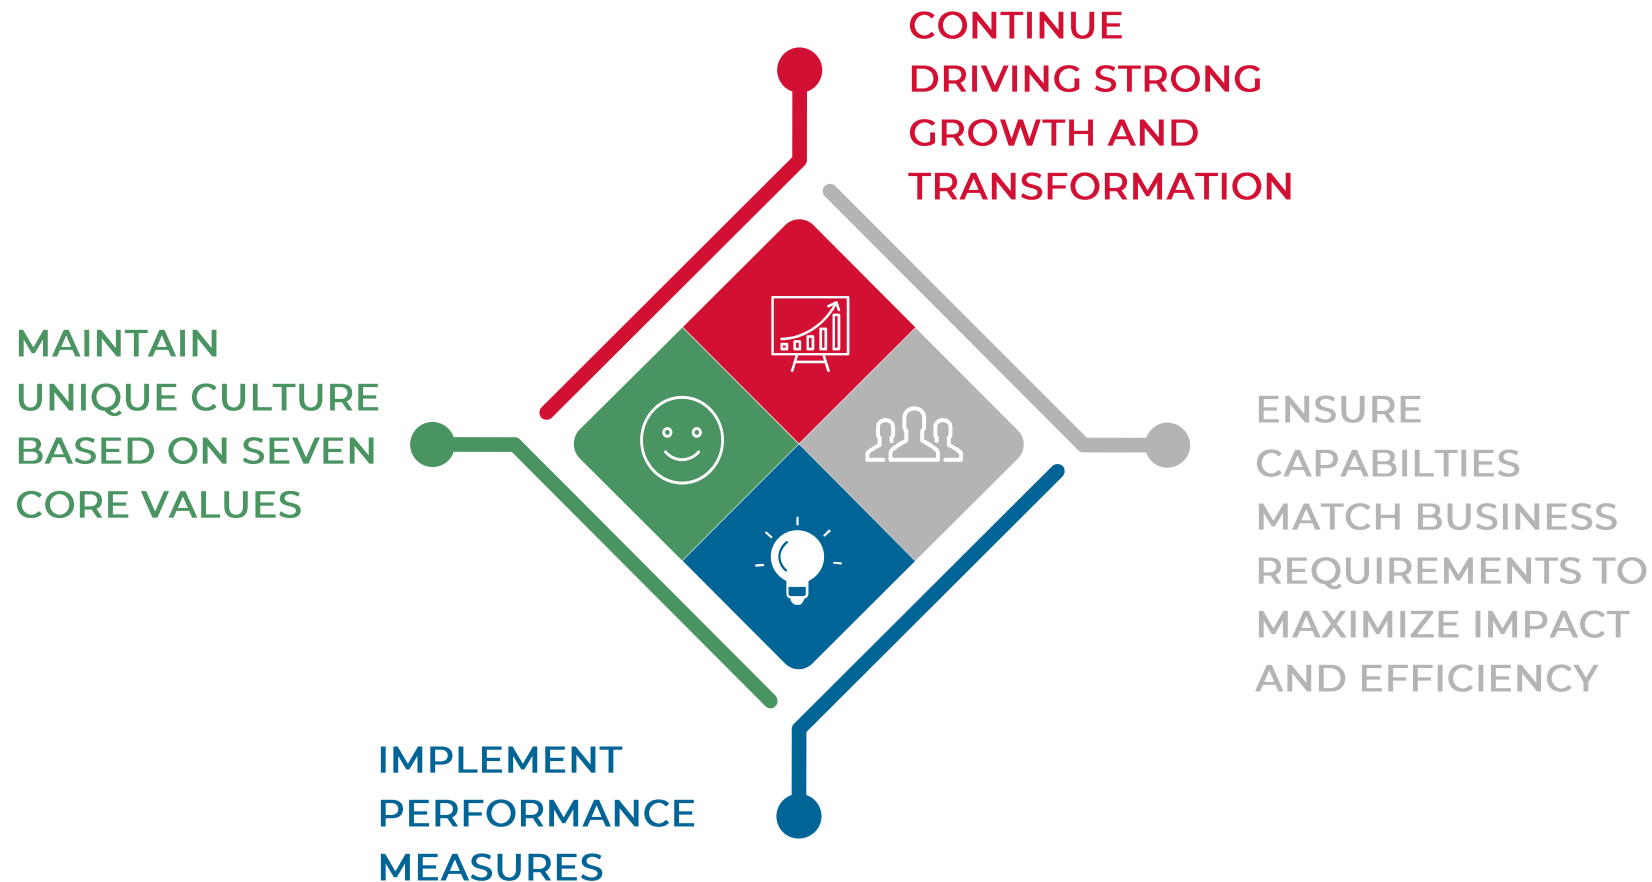 CONTINUE
DRIVING STRONG
GROWTH AND
TRANSFORMATION
MAINTAIN
UNIQUE CULTURE
BASED ON SEVEN
CORE VALUES
ENSURE
CAPABILTIES
MATCH BUSINESS
REQUIREMENTS TO
MAXIMIZE IMPACT
AND EFFICIENCY
IMPLEMENT
PERFORMANCE
MEASURES